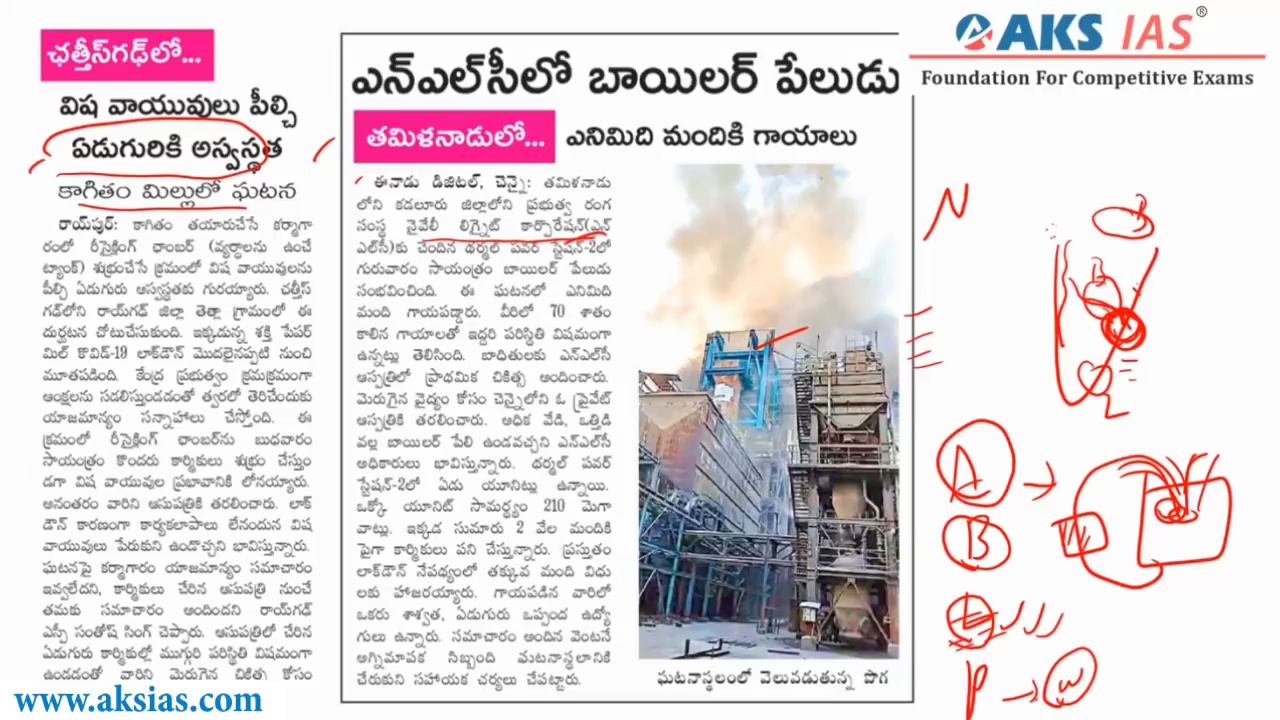 ఛత్తీస్‌గఢ్‌లో...
విష వాయువులు పీల్చి
ఏడుగురికి అస్వస్థత
కాగితం మిల్లులో ఘటన
రాయ్‌పుర్‌: కాగితం తయారుచేసే కర్మాగా
రంలో రీసైక్లింగ్‌ ఛాంబర్‌ (వ్యర్థాలను ఉంచే
ట్యాంక్‌) శుభ్రంచేసే క్రమంలో విష వాయువులను
పీల్చి ఏడుగురు అస్వస్థతకు గురయ్యారు. ఛత్తీస్‌
గఢ్‌లోని రాయ్‌గఢ్‌ జిల్లా తెత్లా గ్రామంలో ఈ
దుర్ఘటన చోటుచేసుకుంది. ఇక్కడున్న శక్తి పేపర్‌
మిల్‌ కొవిడ్‌-19 లాక్‌డౌన్‌ మొదలైనప్పటి నుంచి
మూతపడింది. కేంద్ర ప్రభుత్వం క్రమక్రమంగా
ఆంక్షలను సడలిస్తుండడంతో త్వరలో తెరిచేందుకు
యాజమాన్యం సన్నాహాలు చేస్తోంది. ఈ
క్రమంలో రీసైక్లింగ్‌ ఛాంబర్‌ను బుధవారం
సాయంత్రం కొందరు కార్మికులు శుభ్రం చేస్తుం
డగా విష వాయువుల ప్రభావానికి లోనయ్యారు.
అనంతరం వారిని ఆసుపత్రికి తరలించారు. లాక్‌
డౌన్‌ కారణంగా కార్యకలాపాలు లేనందున విష
వాయువులు పేరుకుని ఉండొచ్చని భావిస్తున్నారు.
ఘటనపై కర్మాగారం యాజమాన్యం సమాచారం
ఇవ్వలేదని, కార్మికులు చేరిన ఆసుపత్రి నుంచే
తమకు సమాచారం అందిందని రాయ్‌గఢ్‌
ఎస్పీ సంతోష్‌ సింగ్‌ చెప్పారు. ఆసుపత్రిలో చేరిన
ఏడుగురు కార్మికుల్లో ముగ్గురి పరిస్థితి విషమంగా
ఉండడంతో వారిని మెరుగైన చికిత్స కోసం
ఎన్‌ఎల్‌సీలో బాయిలర్‌ పేలుడు
తమిళనాడులో... ఎనిమిది మందికి గాయాలు
ఈనాడు డిజిటల్‌, చెన్నై: తమిళనాడు
లోని కడలూరు జిల్లాలోని ప్రభుత్వ రంగ
సంస్థ నైవేలీ లిగ్నైట్‌ కార్పొరేషన్‌(ఎన్‌
ఎల్‌సీ)కు చెందిన థర్మల్‌ పవర్‌ స్టేషన్‌-2లో
గురువారం సాయంత్రం బాయిలర్‌ పేలుడు
సంభవించింది. ఈ ఘటనలో ఎనిమిది
మంది గాయపడ్డారు. వీరిలో 70 శాతం
కాలిన గాయాలతో ఇద్దరి పరిస్థితి విషమంగా
ఉన్నట్లు తెలిసింది. బాధితులకు ఎన్‌ఎల్‌సీ
ఆస్పత్రిలో ప్రాథమిక చికిత్స అందించారు.
మెరుగైన వైద్యం కోసం చెన్నైలోని ఓ ప్రైవేట్‌
ఆస్పత్రికి తరలించారు. అధిక వేడి, ఒత్తిడి
వల్ల బాయిలర్‌ పేలి ఉండవచ్చని ఎన్‌ఎల్‌సీ
అధికారులు భావిస్తున్నారు. థర్మల్‌ పవర్‌
స్టేషన్‌-2లో ఏడు యూనిట్లు ఉన్నాయి.
ఒక్కో యూనిట్‌ సామర్థ్యం 210 మెగా
వాట్లు. ఇక్కడ సుమారు 2 వేల మందికి
పైగా కార్మికులు పని చేస్తున్నారు. ప్రస్తుతం
లాక్‌డౌన్‌ నేపథ్యంలో తక్కువ మంది విధు
లకు హాజరయ్యారు. గాయపడిన వారిలో
ఒకరు శాశ్వత, ఏడుగురు ఒప్పంద ఉద్యో
గులు ఉన్నారు. సమాచారం అందిన వెంటనే
అగ్నిమాపక సిబ్బంది ఘటనాస్థలానికి
చేరుకుని సహాయక చర్యలు చేపట్టారు.
ఘటనాస్థలంలో వెలువడుతున్న పొగ
AKS IAS®
Foundation For Competitive Exams
N
B
A
B
P → W
www.aksias.com